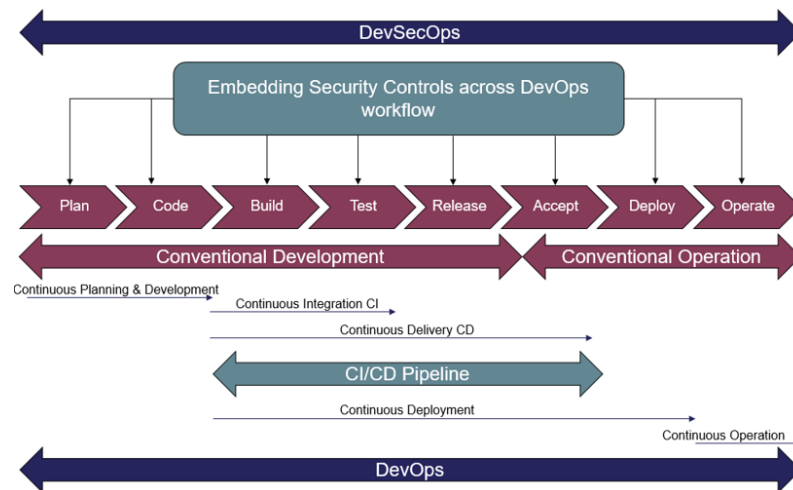 DevSecOps
Embedding Security Controls across DevOps
workflow
Plan
Code
Build
Test
Release
Accept
Deploy
Operate
Conventional Development
Conventional Operation
Continuous Planning & Development
Continuous Integration CI
Continuous Delivery CD
CI/CD Pipeline
Continuous Deployment
Continuous Operation
DevOps